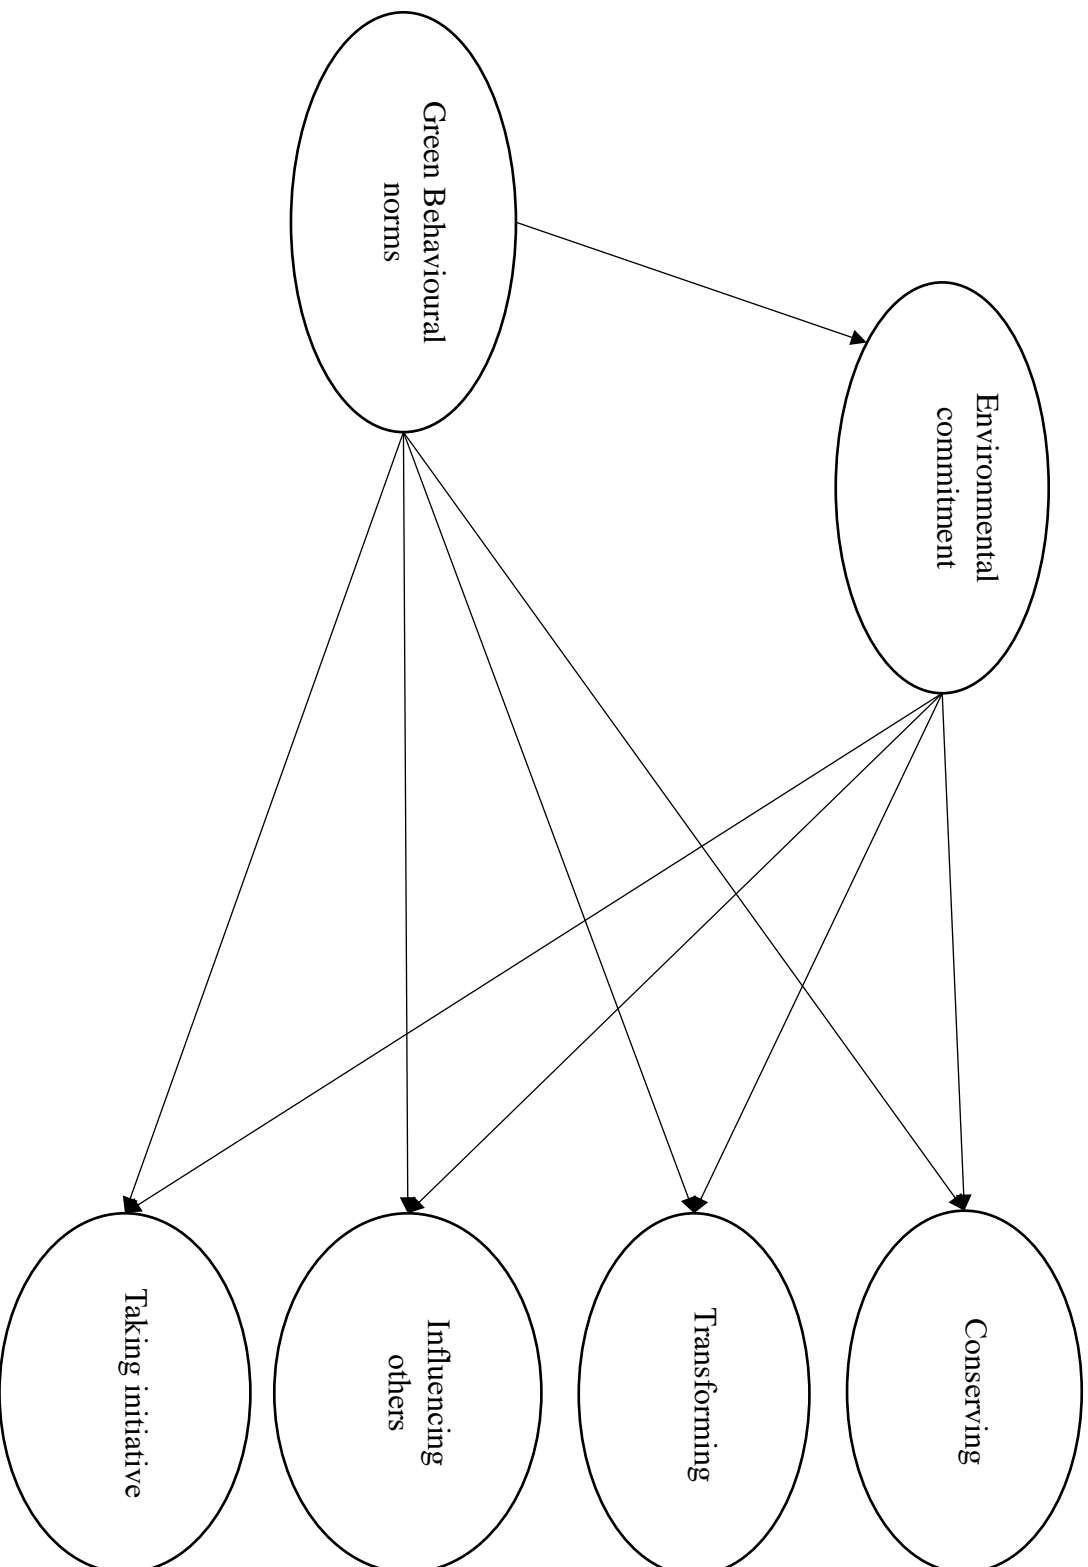 Environmental
commitment
Green Behavioural
norms
Conserving
Transforming
Influencing
others
Taking initiative